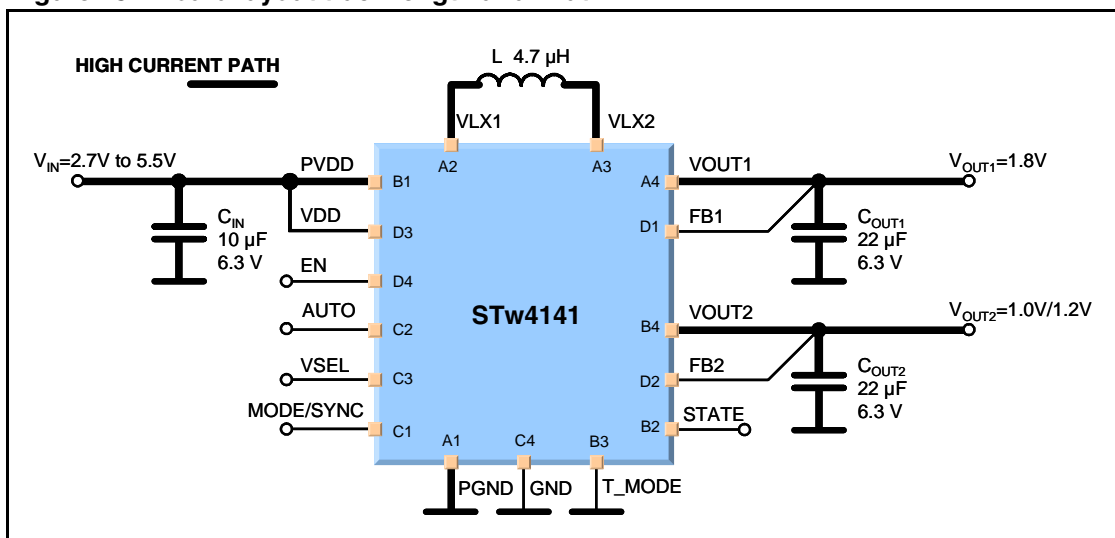 HIGH CURRENT PATH
L 4.7 µH
VLX1
VLX2
VIN=2.7V to 5.5V
PVDD
B1
A2
A3
A4
VOUT1
VOUT1=1.8V
CIN
10 µF
6.3 V
VDD
D3
D1
FB1
COUT1
22 µF
6.3 V
EN
D4
AUTO
C2
STw4141
B4
VOUT2
VOUT2=1.0V/1.2V
VSEL
C3
D2
FB2
COUT2
22 µF
6.3 V
MODE/SYNC
C1
B2
STATE
A1
C4
B3
PGND
GND
T_MODE